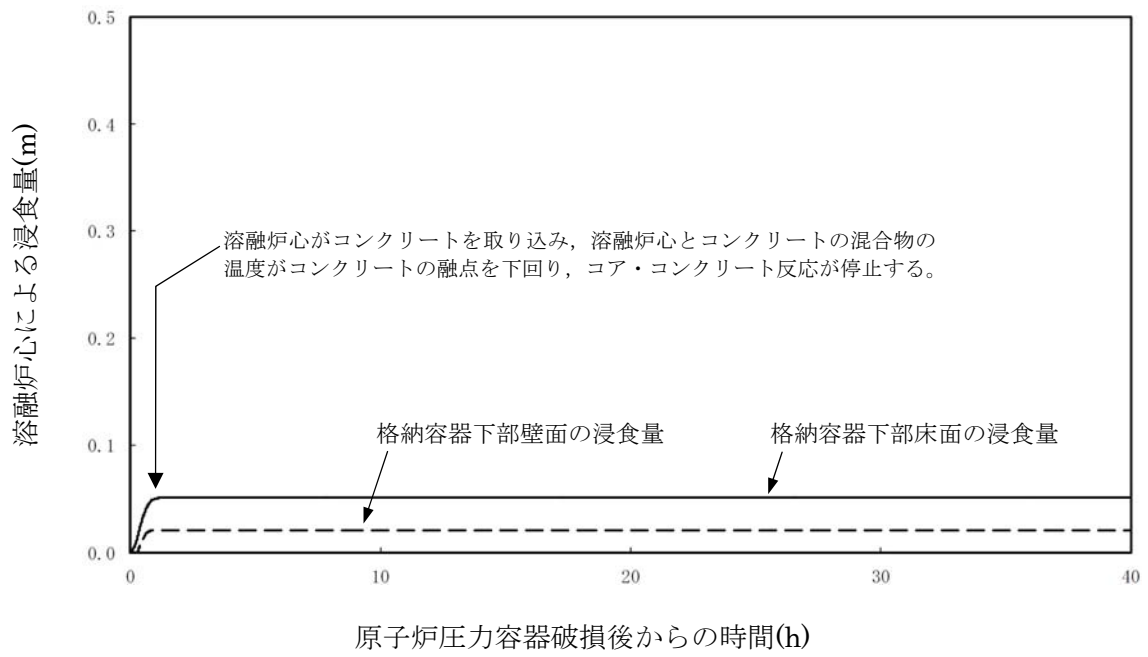 0.5
0.4
0.3
0.2
0.1
0.0
溶融炉心による浸食量(m)
溶融炉心がコンクリートを取り込み，溶融炉心とコンクリートの混合物の
温度がコンクリートの融点を下回り，コア・コンクリート反応が停止する。
格納容器下部壁面の浸食量
格納容器下部床面の浸食量
0
10
20
30
40
原子炉圧力容器破損後からの時間(h)